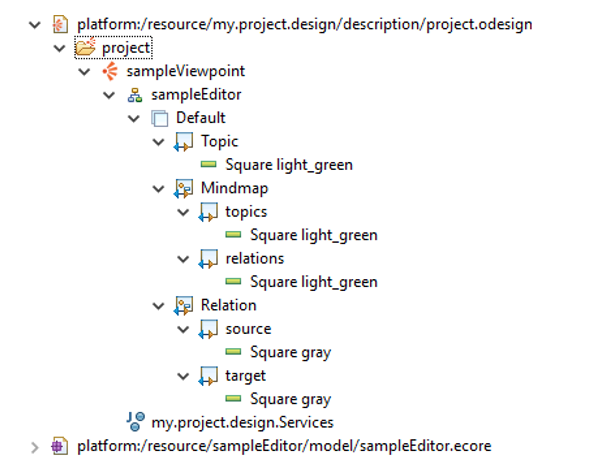 platform:/resource/my.project.design/description/project.odesign
project
sampleViewpoint
sampleEditor
Default
Topic
Square light_green
Mindmap
topics
Square light_green
relations
Square light_green
Relation
source
Square gray
target
Square gray
my.project.design.Services
platform:/resource/sampleEditor/model/sampleEditor.ecore